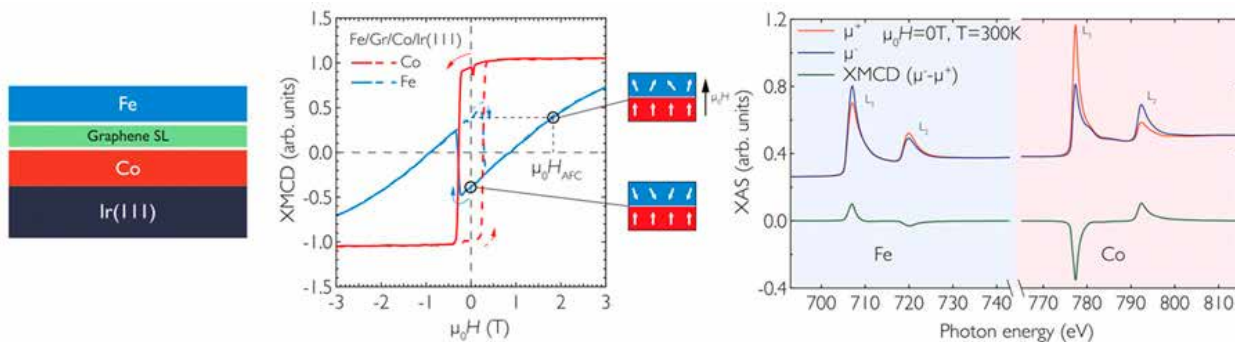 Fe
Graphene SL
Co
Ir(111)
XMCD (arb. units)
1.5
1.0
0.5
0.0
-0.5
-1.0
-1.5
Fe/Gr/Co/Ir(111)
Co
Fe
μ₀H_AFC
-3 -2 -1 0 1 2 3
μ₀H (T)
μ₀H
XAS (arb. units)
1.2
0.8
0.4
0.0
-0.4
μ⁺ μ₀H=0T, T=300K
μ⁻
XMCD (μ⁻-μ⁺)
L₃
L₂
L₃
L₂
Fe
Co
700 710 720 730 740 770 780 790 800 810
Photon energy (eV)